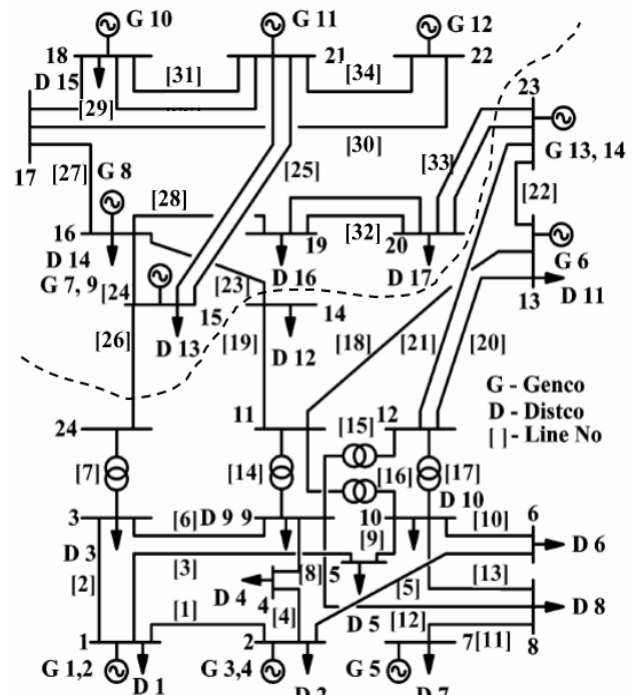 G 10
G 11
G 12
18
21
22
D 15
[31]
[34]
23
[29]
[30]
G 13, 14
17
[27]
G 8
[25]
[33]
[22]
[28]
16
19
[32]
20
G 6
D 14
D 16
D 17
13
D 11
G 7, 9
[24
[23]
15
14
[26]
D 13
[19]
D 12
[18]
[21]
[20]
G - Genco
D - Distco
[ ] - Line No
24
11
12
[15]
[7]
[14]
[16]
[17]
D 10
3
[6]
D 9
9
10
[10]
6
D 3
[9]
D 6
[3]
[8]
5
[2]
D 4
4
[4]
[5]
[13]
D 5
D 8
[1]
[12]
1
2
7
[11]
8
G 1,2
D 1
G 3,4
D 2
G 5
D 7